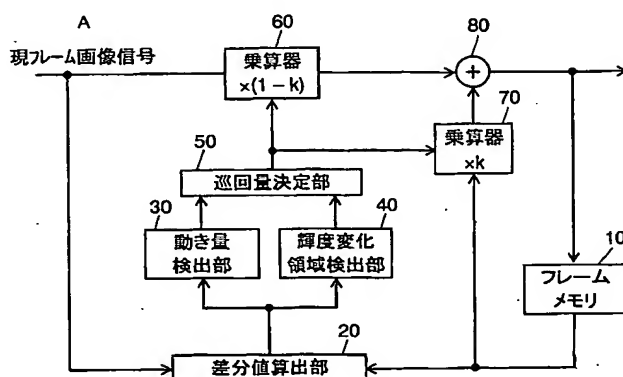 A
60
80
現フレーム画像信号
乗算器
×(1−k)
+
70
乗算器
×k
50
巡回量決定部
30
40
動き量
検出部
輝度変化
領域検出部
10
フレーム
メモリ
20
差分値算出部